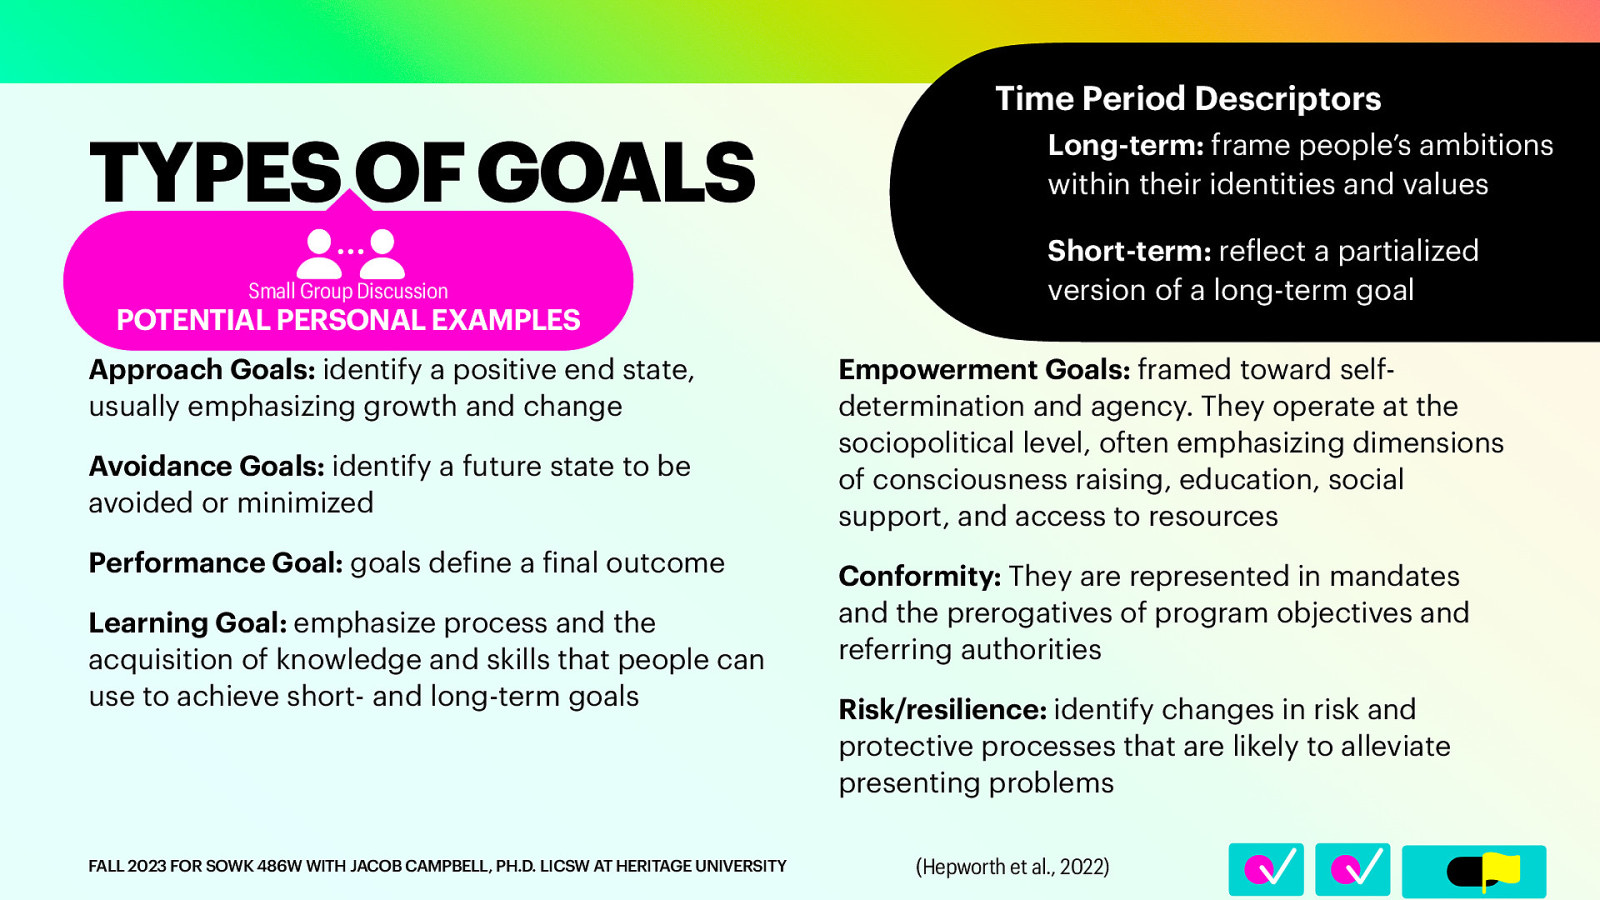 TYPES OF GOALS
Small Group Discussion
POTENTIAL PERSONAL EXAMPLES
Time Period Descriptors
Long-term: frame people’s ambitions
within their identities and values
Short-term: reflect a partialized
version of a long-term goal
Approach Goals: identify a positive end state,
usually emphasizing growth and change
Avoidance Goals: identify a future state to be
avoided or minimized
Performance Goal: goals define a final outcome
Learning Goal: emphasize process and the
acquisition of knowledge and skills that people can
use to achieve short- and long-term goals
Empowerment Goals: framed toward self-
determination and agency. They operate at the
sociopolitical level, often emphasizing dimensions
of consciousness raising, education, social
support, and access to resources
Conformity: They are represented in mandates
and the prerogatives of program objectives and
referring authorities
Risk/resilience: identify changes in risk and
protective processes that are likely to alleviate
presenting problems
FALL 2023 FOR SOWK 486W WITH JACOB CAMPBELL, PH.D. LICSW AT HERITAGE UNIVERSITY
(Hepworth et al., 2022)